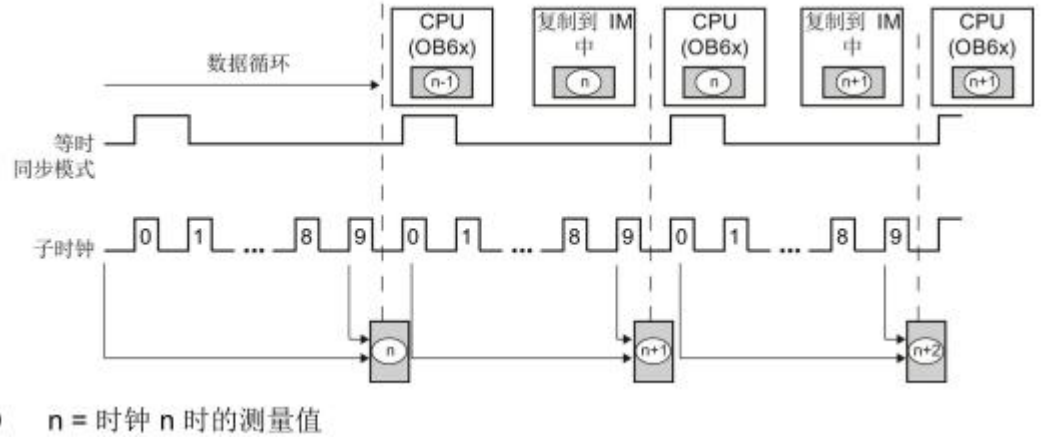 CPU
(OB6x)
n-1
复制到 IM
中
n
CPU
(OB6x)
n
复制到 IM
中
n+1
CPU
(OB6x)
n+1
数据循环
等时
同步模式
子时钟
0 1 ... 8 9 0 1 ... 8 9 0 1 ... 8 9
n
n+1
n+2
n = 时钟 n 时的测量值